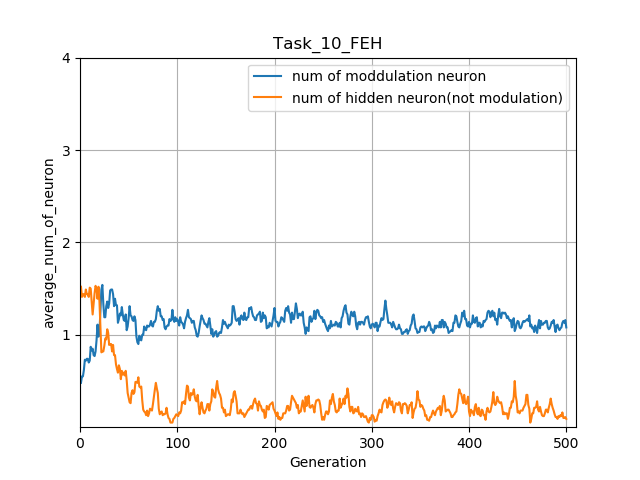 Task_10_FEH
num of moddulation neuron
num of hidden neuron(not modulation)
average_num_of_neuron
4
3
2
1
0 100 200 300 400 500
Generation